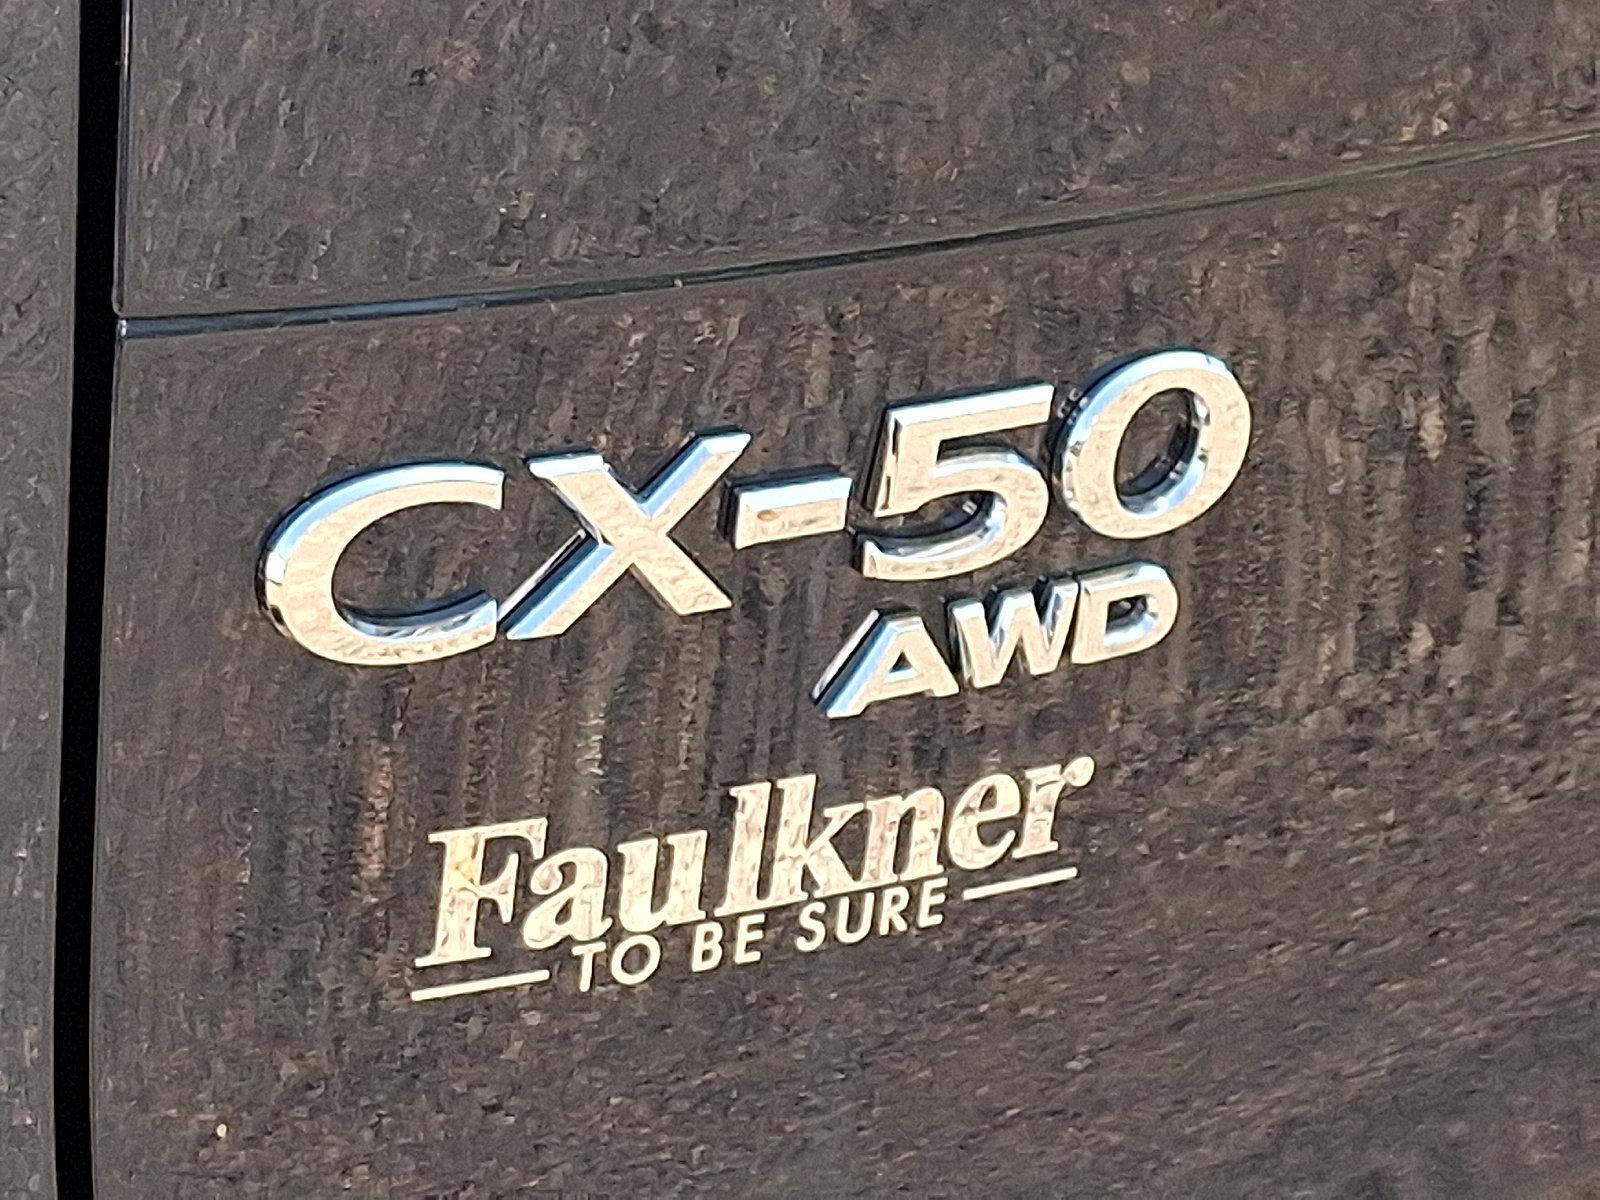 CX-50
AWD
Faulkner
TO BE SURE